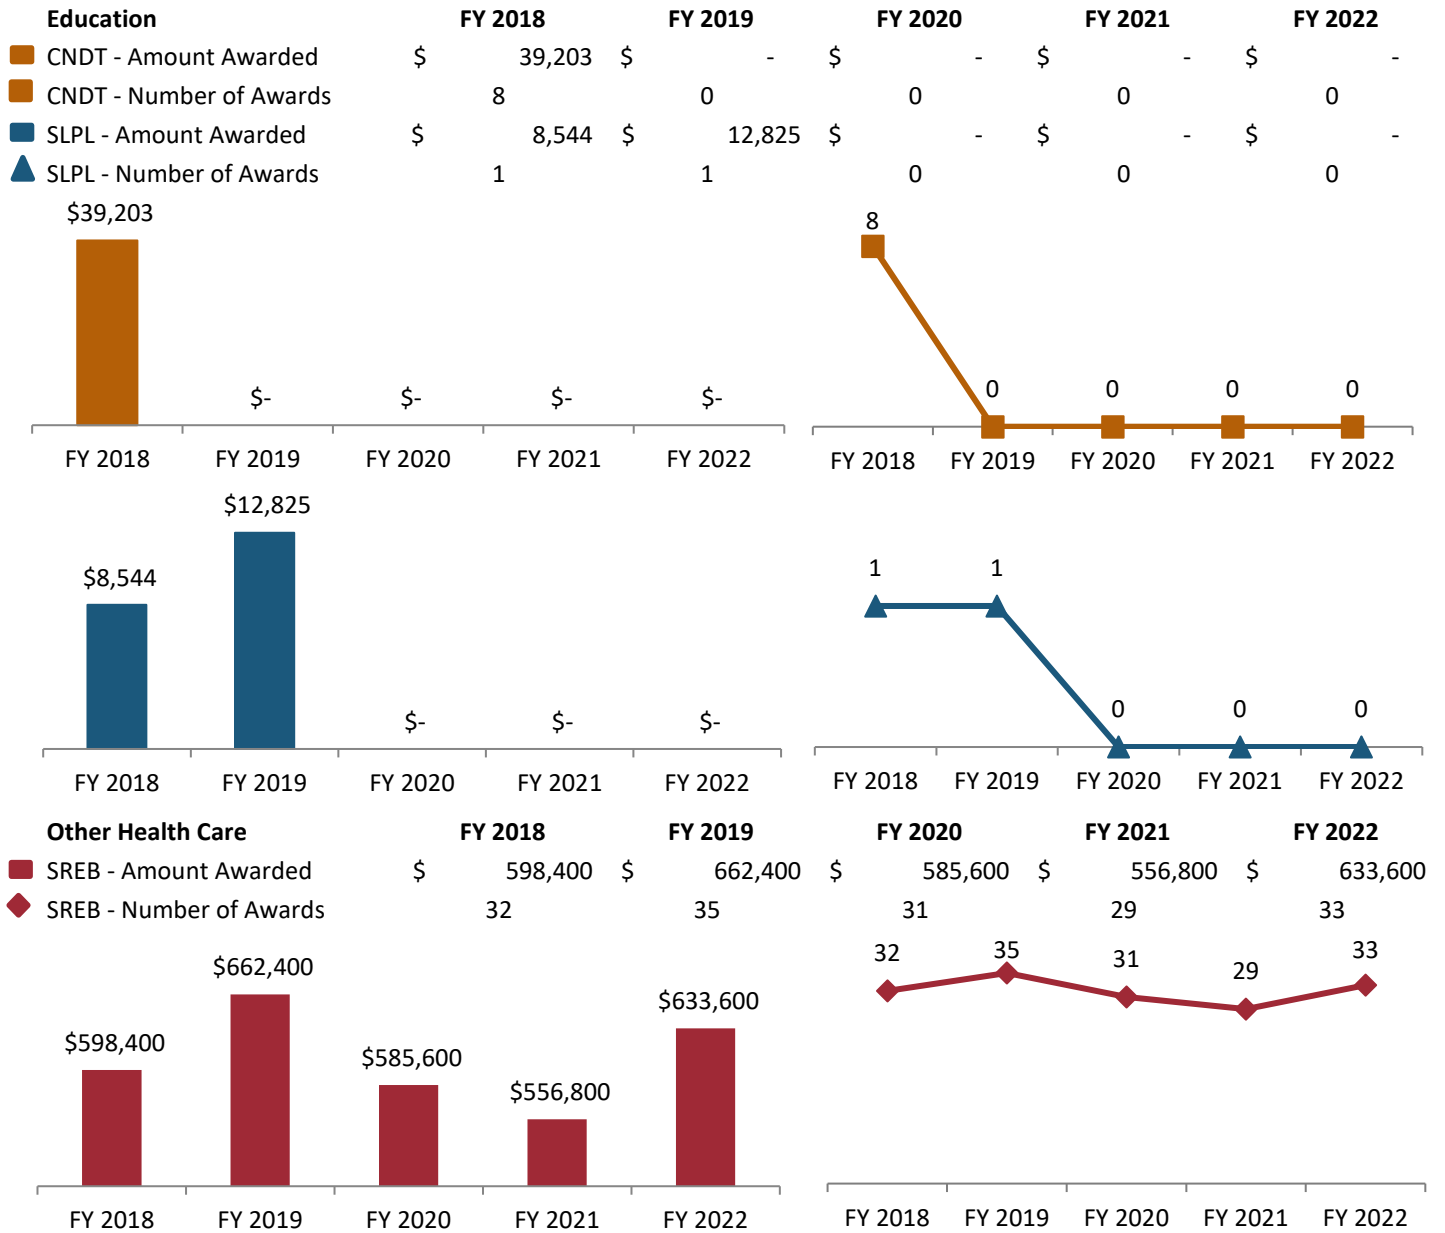 Education FY 2018 FY 2019 FY 2020 FY 2021 FY 2022
CNDT - Amount Awarded $ 39,203 $ - $ - $ - $ -
CNDT - Number of Awards 8 0 0 0 0
SLPL - Amount Awarded $ 8,544 $ 12,825 $ - $ - $ -
SLPL - Number of Awards 1 1 0 0 0
$39,203 $- $- $- $-
FY 2018 FY 2019 FY 2020 FY 2021 FY 2022
8 0 0 0 0
FY 2018 FY 2019 FY 2020 FY 2021 FY 2022
$8,544 $12,825 $- $- $-
FY 2018 FY 2019 FY 2020 FY 2021 FY 2022
1 1 0 0 0
FY 2018 FY 2019 FY 2020 FY 2021 FY 2022
Other Health Care FY 2018 FY 2019 FY 2020 FY 2021 FY 2022
SREB - Amount Awarded $ 598,400 $ 662,400 $ 585,600 $ 556,800 $ 633,600
SREB - Number of Awards 32 35 31 29 33
$598,400 $662,400 $585,600 $556,800 $633,600
FY 2018 FY 2019 FY 2020 FY 2021 FY 2022
32 35 31 29 33
FY 2018 FY 2019 FY 2020 FY 2021 FY 2022